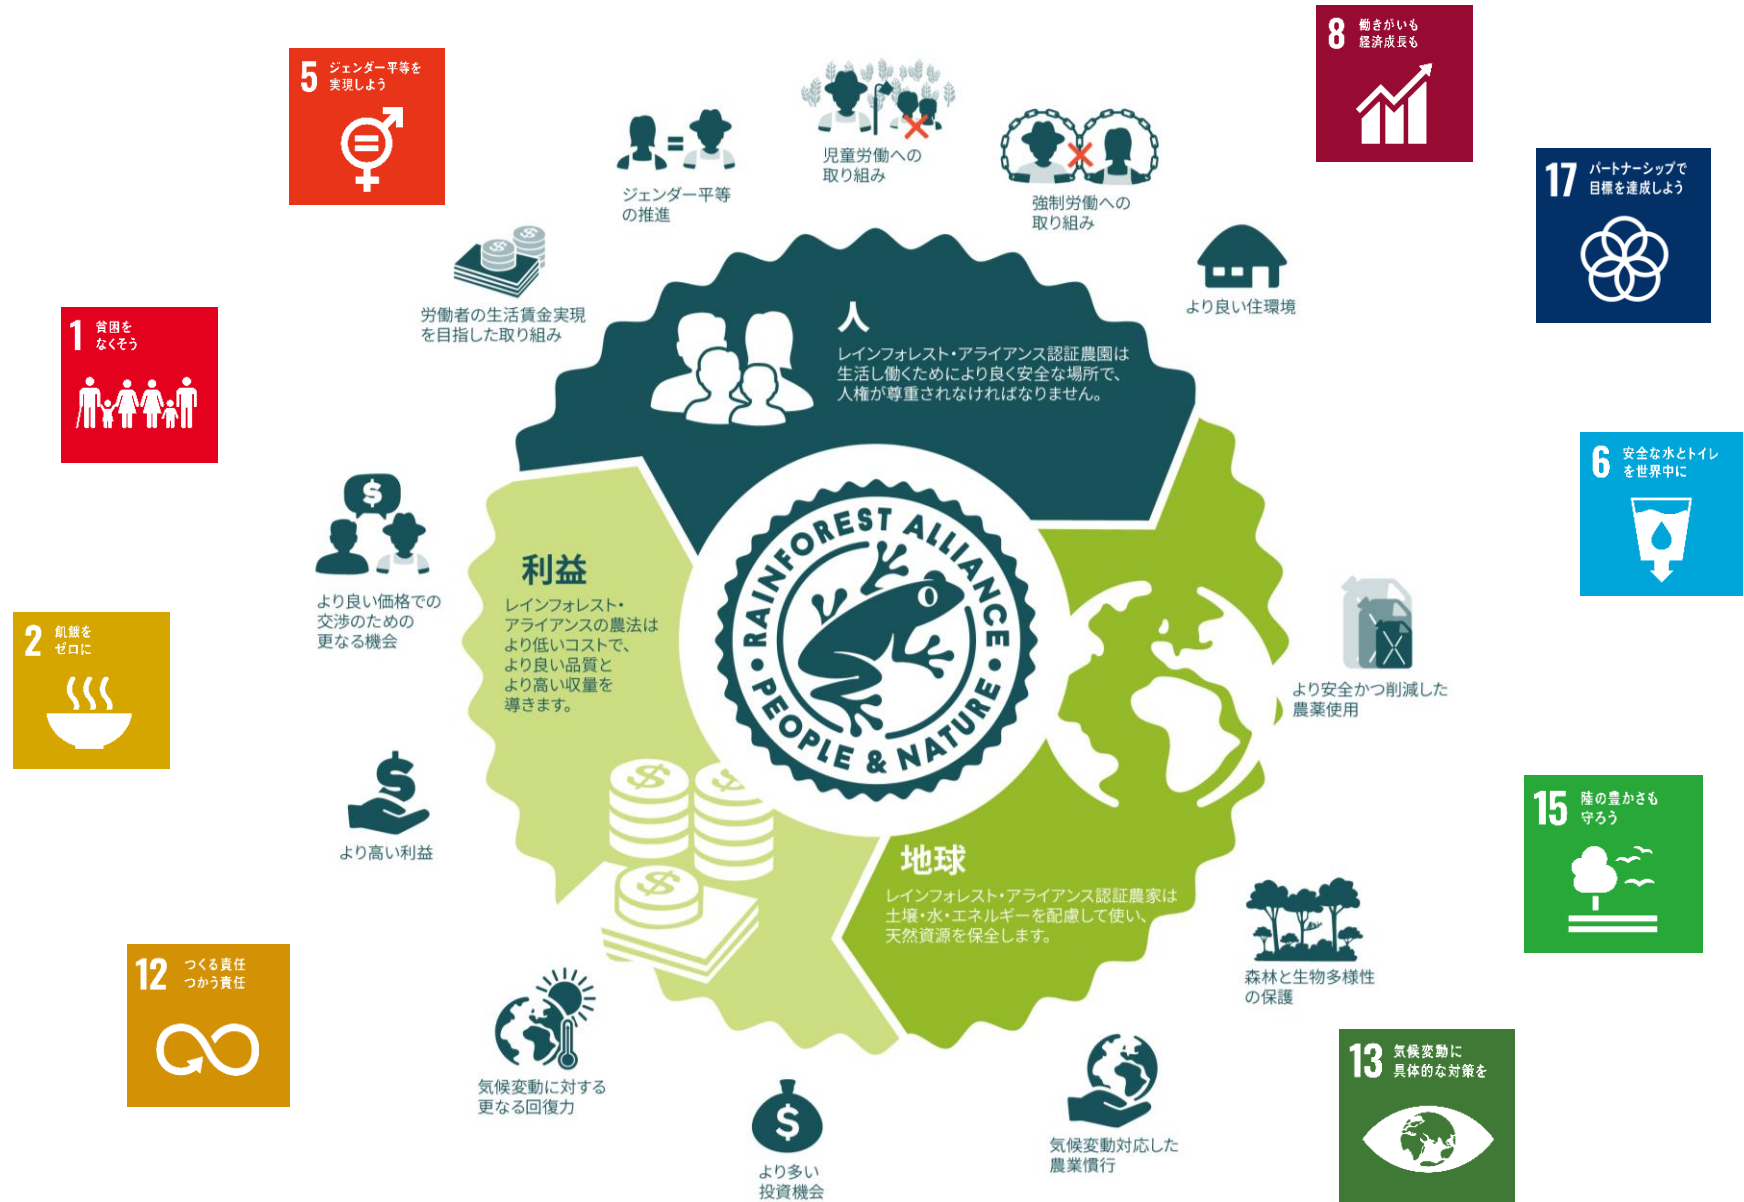 8 働きがいも
経済成長も
5 ジェンダー平等を
実現しよう
児童労働への
取り組み
17 パートナーシップで
目標を達成しよう
ジェンダー平等
の推進
強制労働への
取り組み
労働者の生活賃金実現
を目指した取り組み
より良い住環境
1 貧困を
なくそう
人
レインフォレスト・アライアンス認証農園は
生活し働くためにより良く安全な場所で、
人権が尊重されなければなりません。
6 安全な水とトイレ
を世界中に
RAINFOREST ALLIANCE
PEOPLE & NATURE
利益
レインフォレスト・
アライアンスの農法は
より低いコストで、
より良い品質と
より高い収量を
導きます。
より良い価格での
交渉のための
更なる機会
2 飢餓を
ゼロに
より安全かつ削減した
農薬使用
15 陸の豊かさも
守ろう
より高い利益
地球
レインフォレスト・アライアンス認証農家は
土壌・水・エネルギーを配慮して使い、
天然資源を保全します。
12 つくる責任
つかう責任
森林と生物多様性
の保護
13 気候変動に
具体的な対策を
気候変動に対する
更なる回復力
気候変動対応した
農業慣行
より多い
投資機会